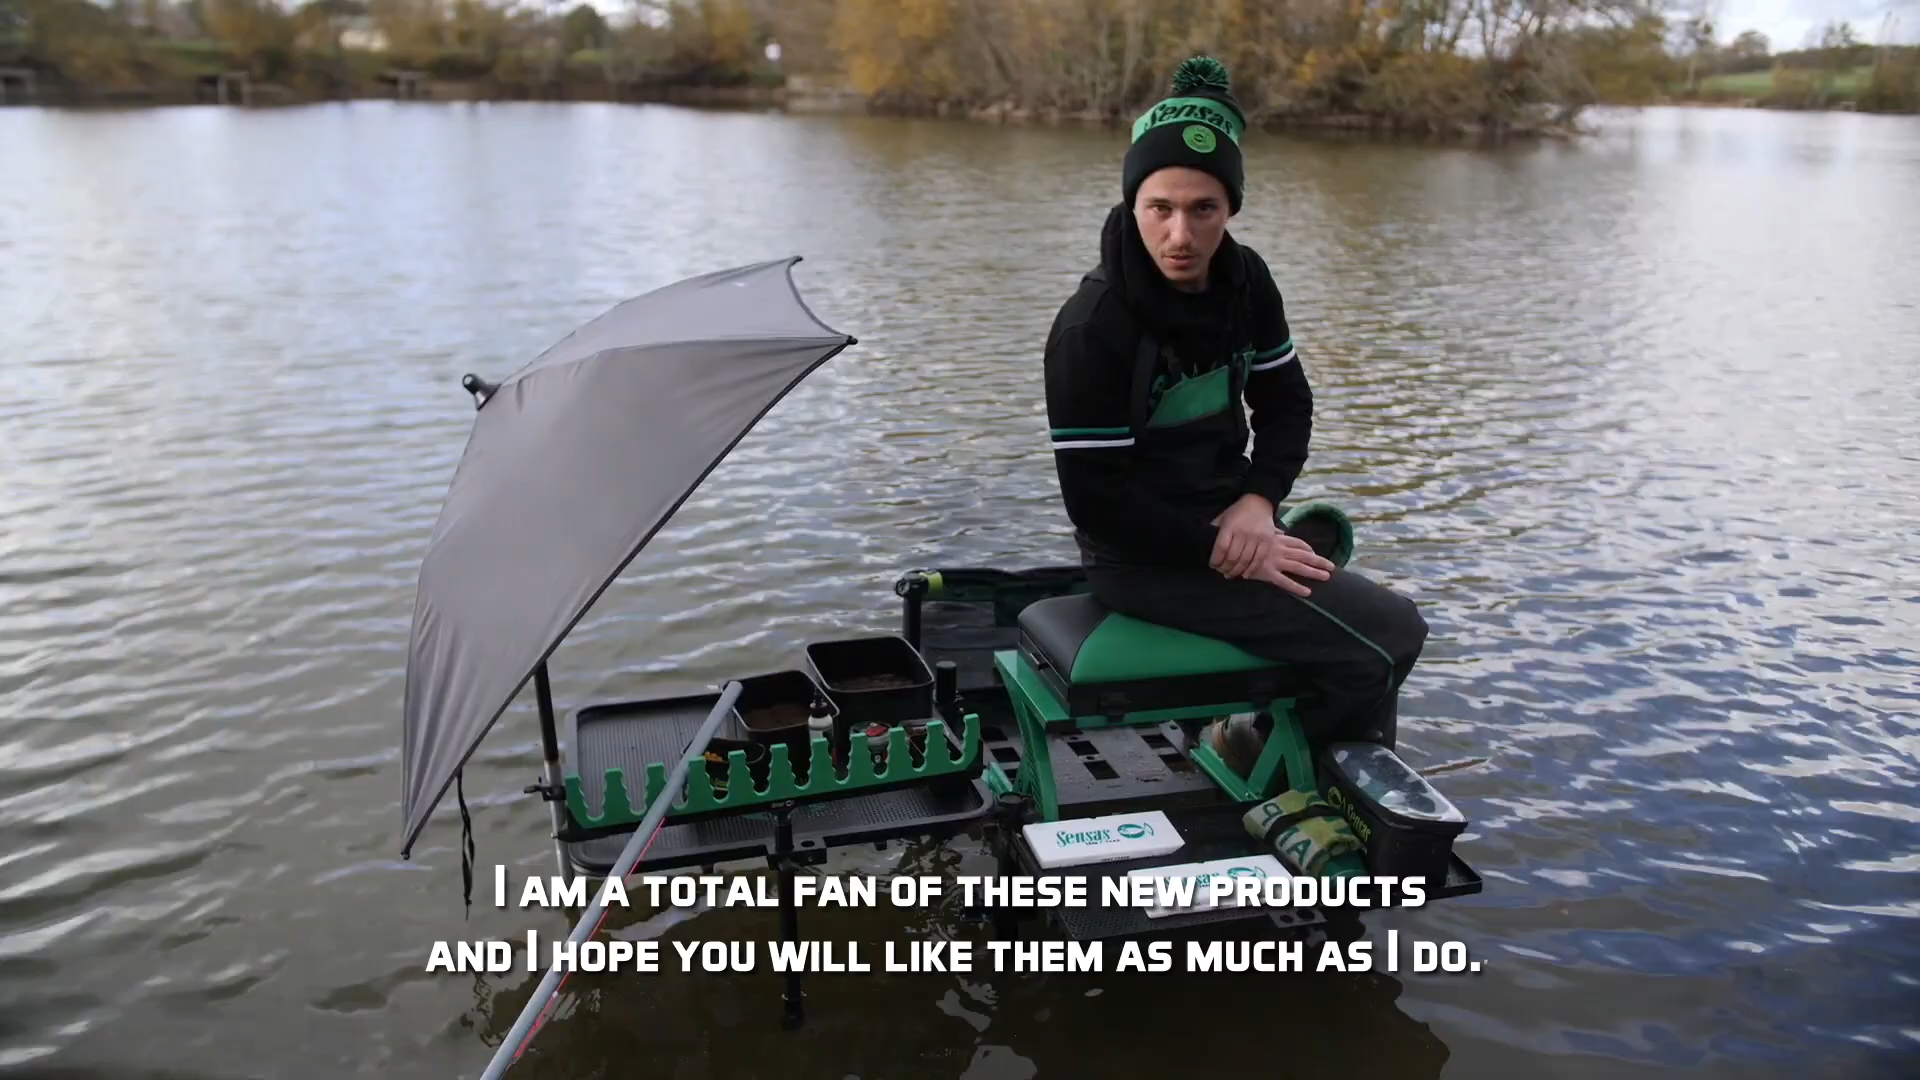 Sensas
Sensas
Sensas
I AM A TOTAL FAN OF THESE NEW PRODUCTS
AND I HOPE YOU WILL LIKE THEM AS MUCH AS I DO.